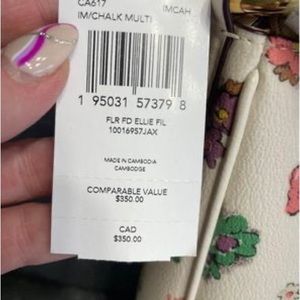 CA617
IM/CHALK MULTI IMCAH
1 95031 57379 8
FLR FD ELLIE FIL
10016957JAX
MADE IN CAMBODIA
CAMBODGE
COMPARABLE VALUE
$350.00
CAD
$350.00